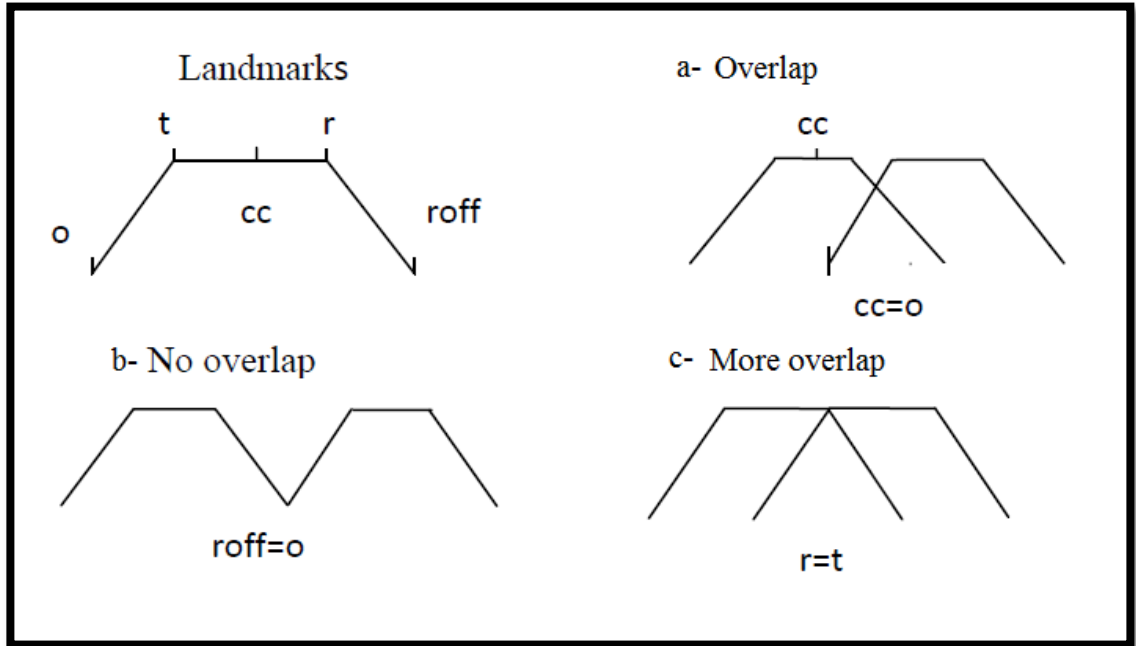 Landmarks
t
r
o
cc
roff
a- Overlap
cc
cc=o
b- No overlap
roff=o
c- More overlap
r=t